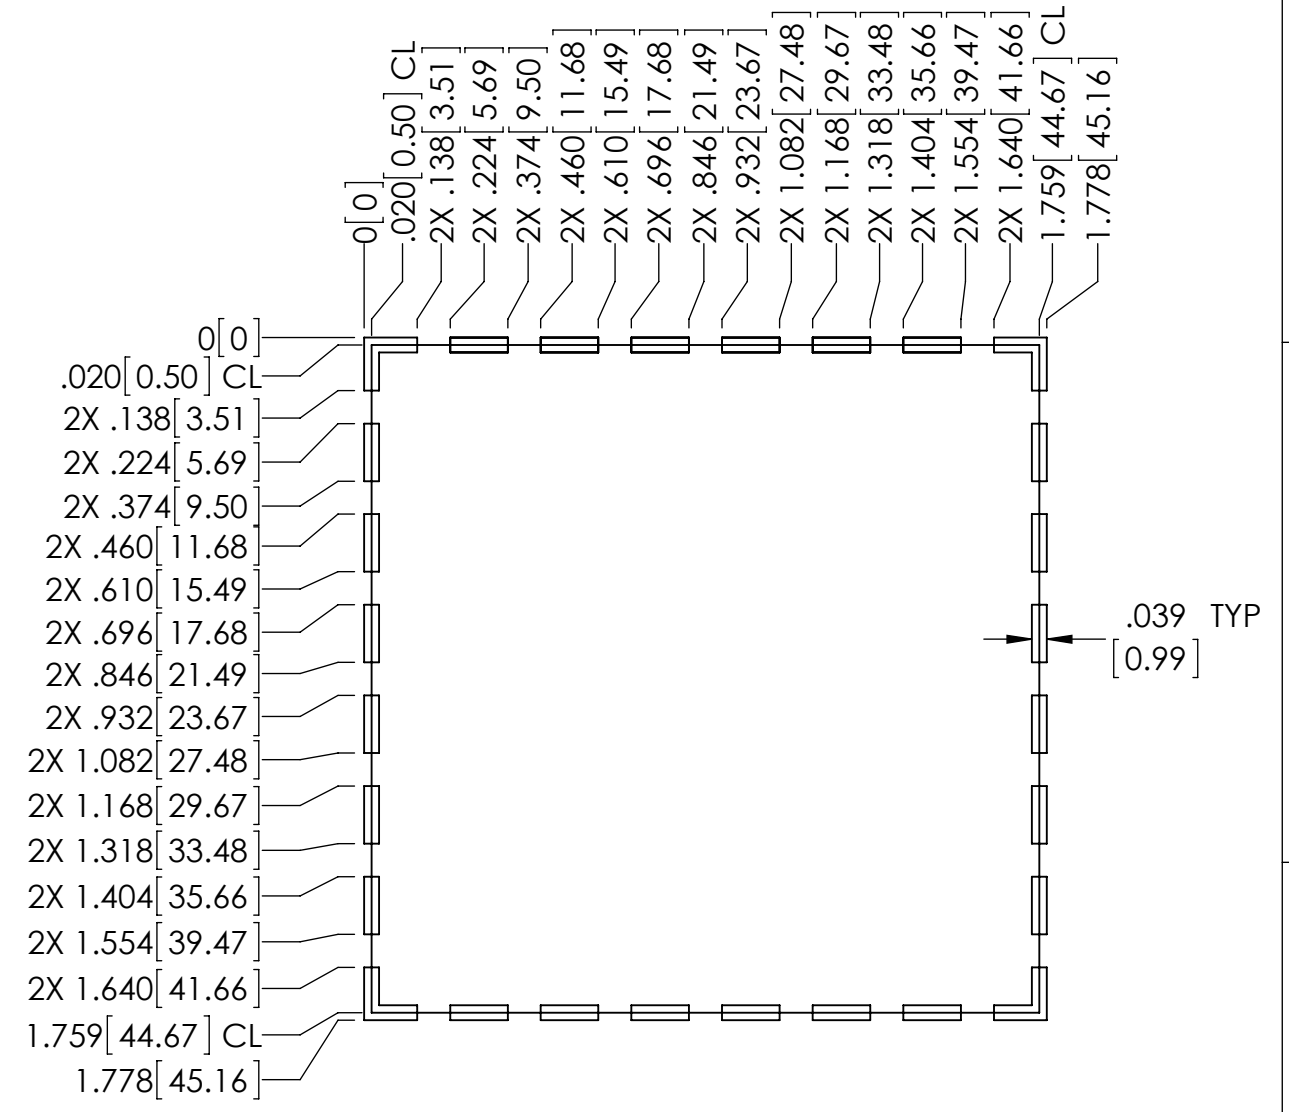 0[0]
.020[0.50] CL
2X .138[3.51]
2X .224[5.69]
2X .374[9.50]
2X .460[11.68]
2X .610[15.49]
2X .696[17.68]
2X .846[21.49]
2X .932[23.67]
2X 1.082[27.48]
2X 1.168[29.67]
2X 1.318[33.48]
2X 1.404[35.66]
2X 1.554[39.47]
2X 1.640[41.66]
1.759[44.67] CL
1.778[45.16]
0[0]
.020[0.50] CL
2X .138[3.51]
2X .224[5.69]
2X .374[9.50]
2X .460[11.68]
2X .610[15.49]
2X .696[17.68]
2X .846[21.49]
2X .932[23.67]
2X 1.082[27.48]
2X 1.168[29.67]
2X 1.318[33.48]
2X 1.404[35.66]
2X 1.554[39.47]
2X 1.640[41.66]
1.759[44.67] CL
1.778[45.16]
.039 TYP
[0.99]